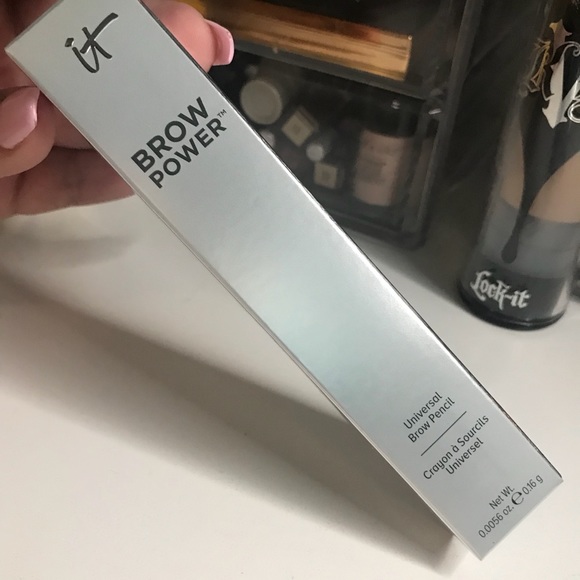 it
BROW
POWER™
Universal
Brow Pencil
Crayon à Sourcils
Universel
Net Wt.
0.0056 oz. ℮ 0.16 g
Lock-it